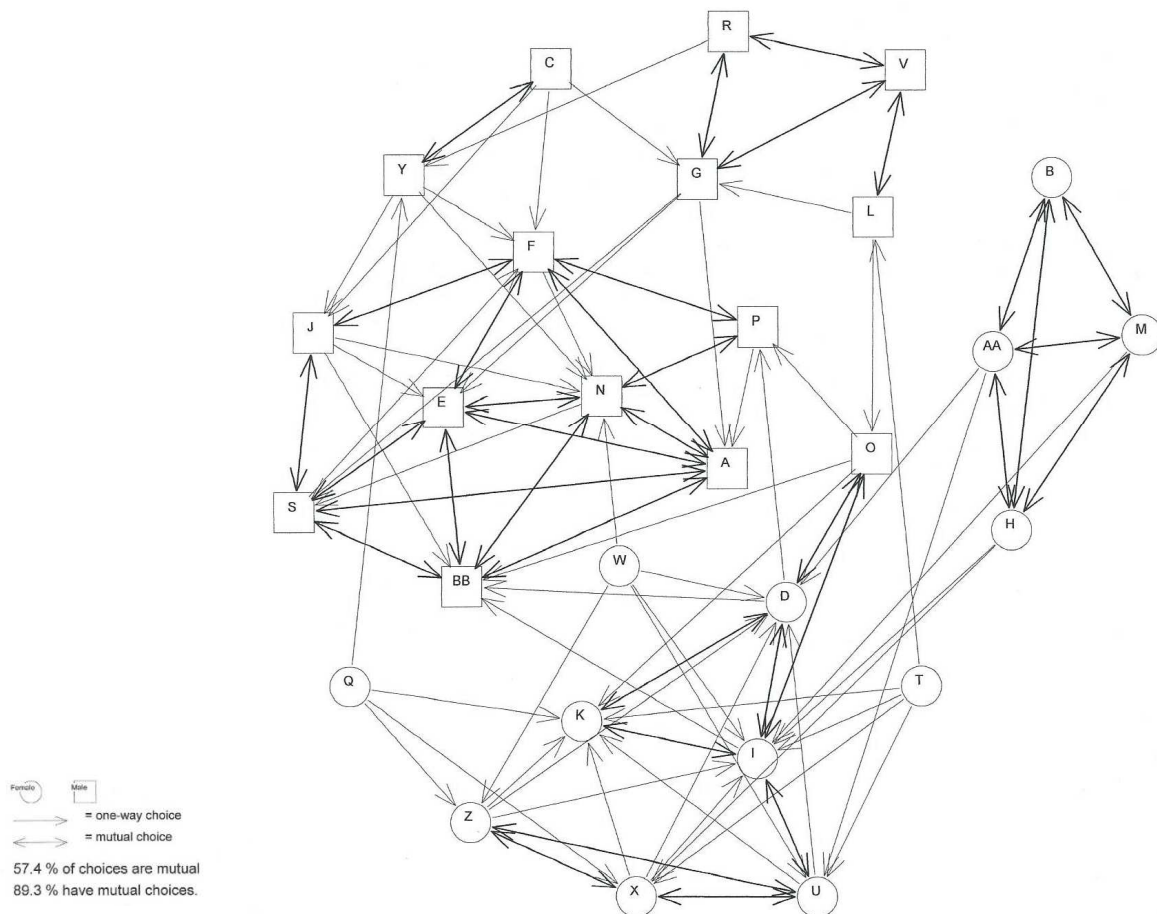 R
C
V
Y
G
B
L
F
J
P
M
AA
E
N
A
O
S
H
W
BB
D
Q
T
K
I
Female
Male
Z
= one-way choice
= mutual choice
57.4 % of choices are mutual
89.3 % have mutual choices.
X
U